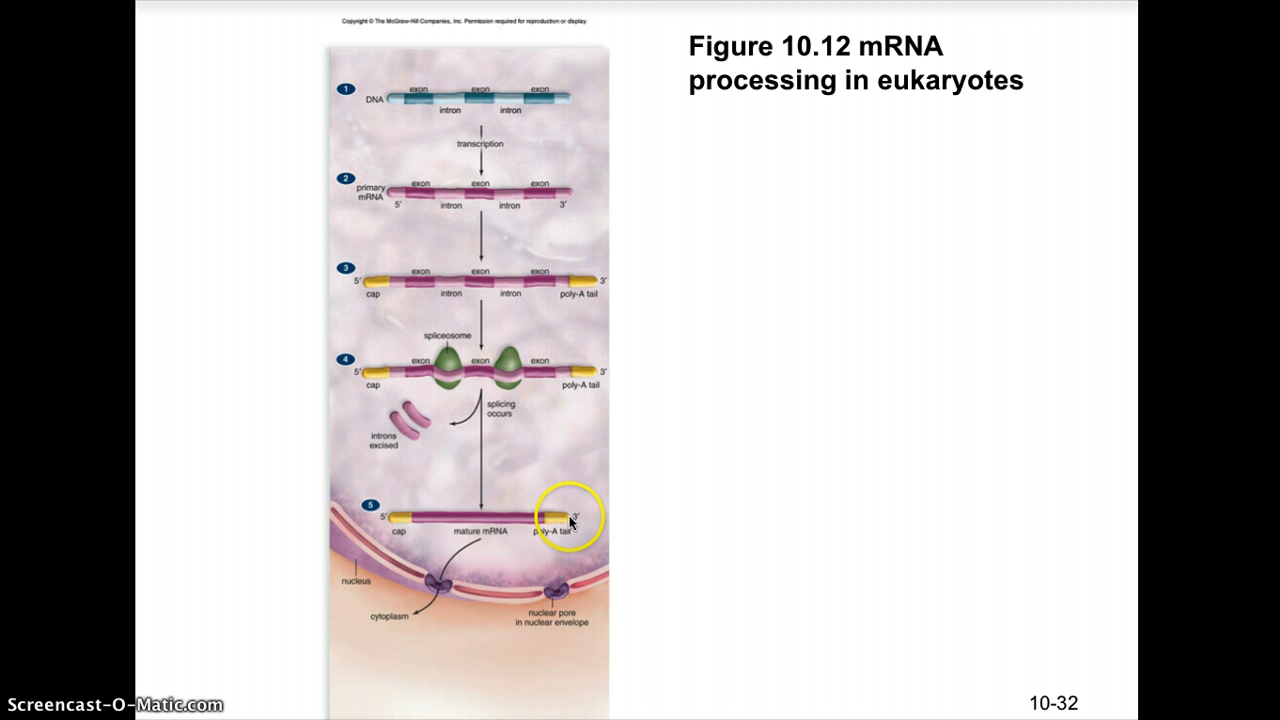 Copyright © The McGraw-Hill Companies, Inc. Permission required for reproduction or display.
Figure 10.12 mRNA
processing in eukaryotes
1
exon exon exon
DNA
intron intron
transcription
2
exon exon exon
primary
mRNA
5′ intron intron 3′
3
exon exon exon
5′ 3′
cap intron intron poly-A tail
spliceosome
4
exon exon exon
5′ 3′
cap poly-A tail
splicing
occurs
introns
excised
5
5′ 3′
cap mature mRNA poly-A tail
nucleus
cytoplasm
nuclear pore
in nuclear envelope
10-32
Screencast-O-Matic.com